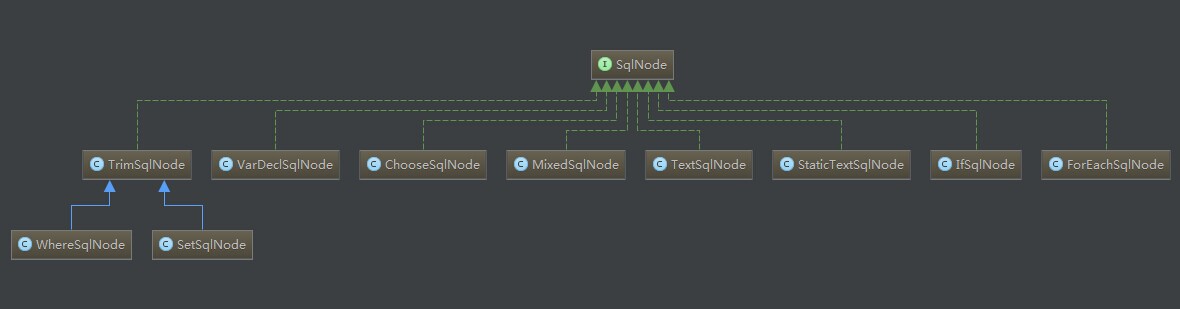 I SqlNode
C TrimSqlNode C VarDeclSqlNode C ChooseSqlNode C MixedSqlNode C TextSqlNode C StaticTextSqlNode C IfSqlNode C ForEachSqlNode
C WhereSqlNode C SetSqlNode